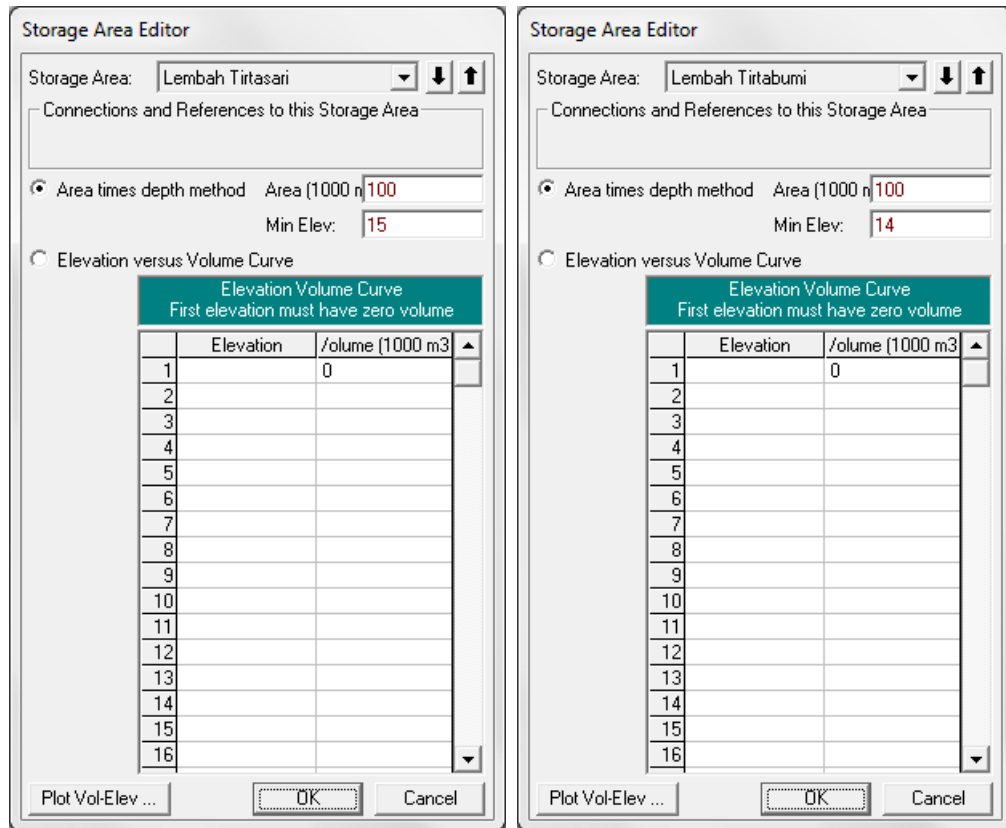 Storage Area Editor
Storage Area: Lembah Tirtasari
Connections and References to this Storage Area
Area times depth method Area (1000 m 100
Min Elev: 15
Elevation versus Volume Curve
Elevation Volume Curve
First elevation must have zero volume
Elevation /olume (1000 m3
1 0
2
3
4
5
6
7
8
9
10
11
12
13
14
15
16
Plot Vol-Elev ... OK Cancel
Storage Area Editor
Storage Area: Lembah Tirtabumi
Connections and References to this Storage Area
Area times depth method Area (1000 m 100
Min Elev: 14
Elevation versus Volume Curve
Elevation Volume Curve
First elevation must have zero volume
Elevation /olume (1000 m3
1 0
2
3
4
5
6
7
8
9
10
11
12
13
14
15
16
Plot Vol-Elev ... OK Cancel